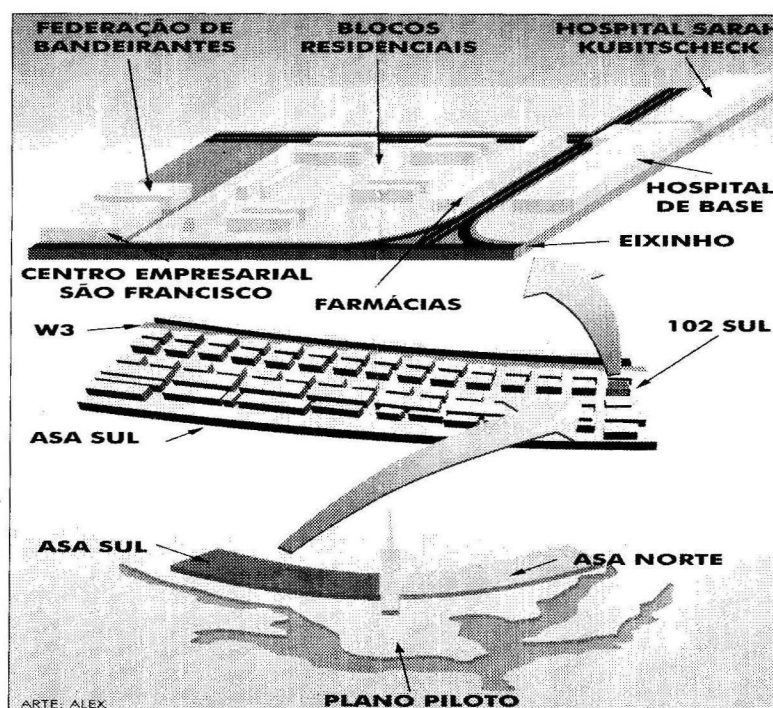 FEDERAÇÃO DE
BANDEIRANTES
BLOCOS
RESIDENCIAIS
HOSPITAL SARAH
KUBITSCHECK
HOSPITAL
DE BASE
EIXINHO
CENTRO EMPRESARIAL
SÃO FRANCISCO
FARMÁCIAS
W3
102 SUL
ASA SUL
ASA SUL
ASA NORTE
PLANO PILOTO
ARTE: ALEX